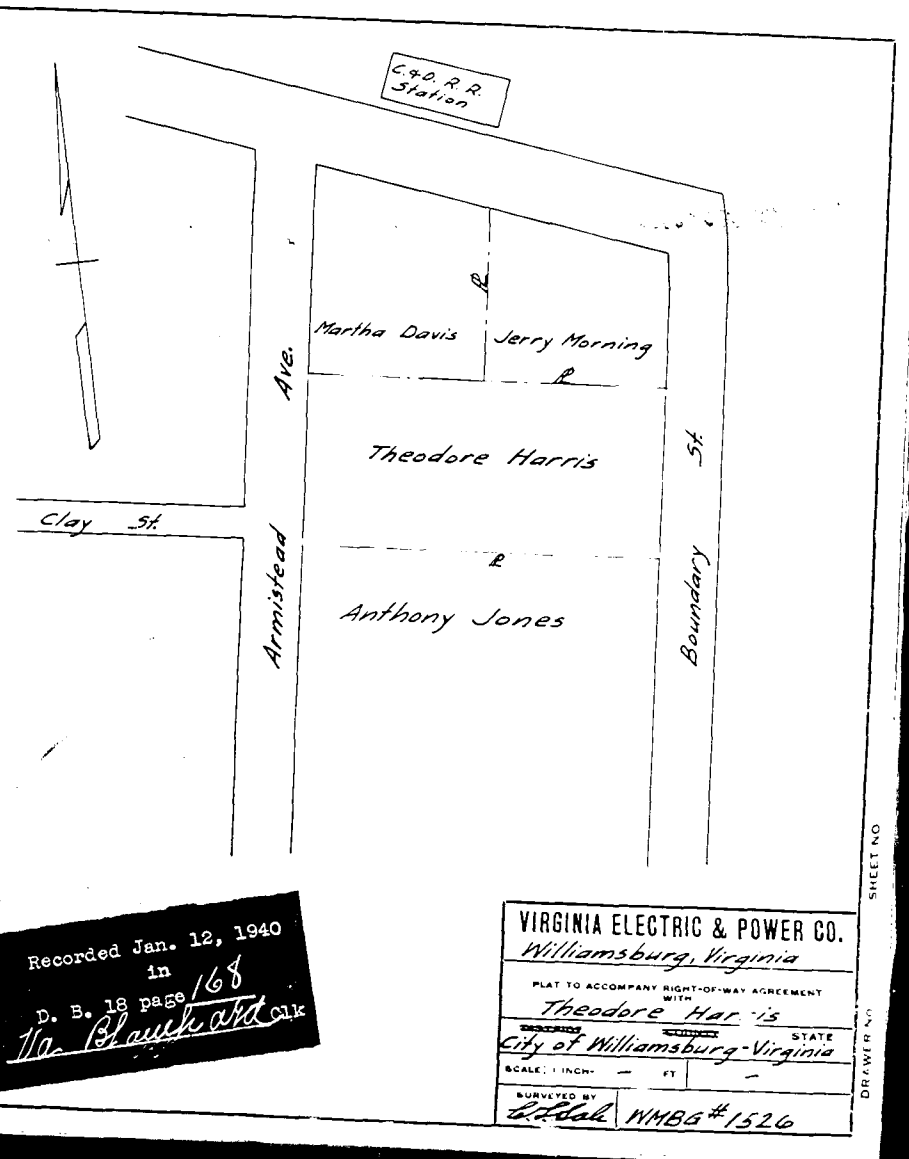 C. & O. R. R.
Station
Martha Davis
Jerry Morning
Ave.
Theodore Harris
St.
Clay St.
Armistead
Boundary
Anthony Jones
SHEET NO
Recorded Jan. 12, 1940
in
D. B. 18 page 168
Clk
VIRGINIA ELECTRIC & POWER CO.
Williamsburg, Virginia
PLAT TO ACCOMPANY RIGHT-OF-WAY AGREEMENT
WITH
Theodore Har is
STATE
City of Williamsburg-Virginia
SCALE: 1 INCH- — FT —
SURVEYED BY
WMBG #1526
DRAWER NO